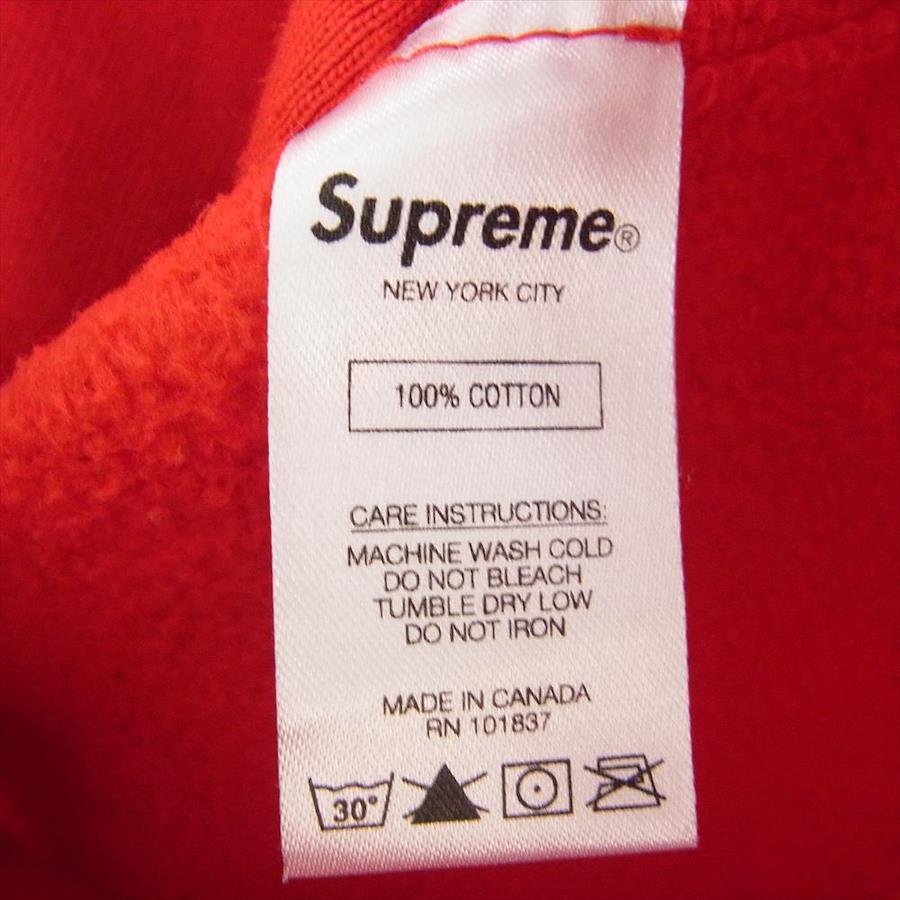 Supreme®
NEW YORK CITY
100% COTTON
CARE INSTRUCTIONS:
MACHINE WASH COLD
DO NOT BLEACH
TUMBLE DRY LOW
DO NOT IRON
MADE IN CANADA
RN 101837
30°